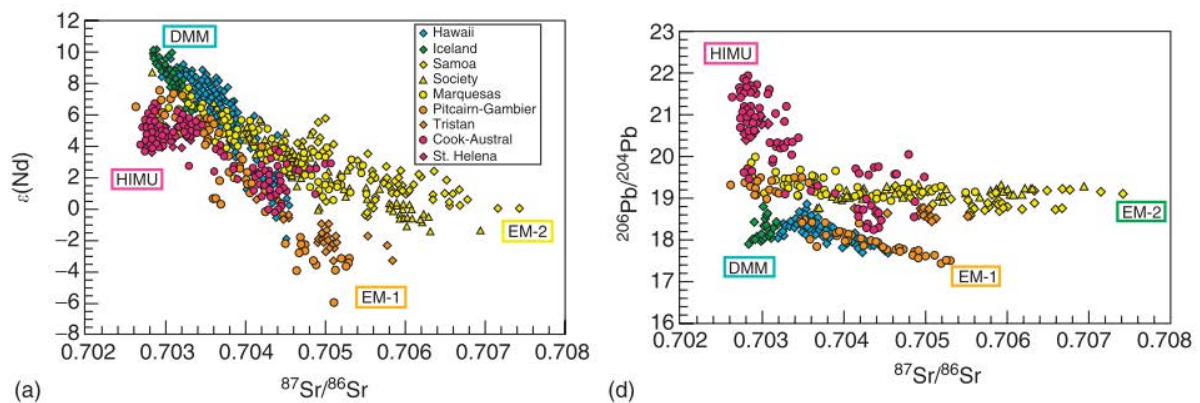 12
10
8
6
4
2
0
−2
−4
−6
−8
ε(Nd)
DMM
HIMU
EM-2
EM-1
Hawaii
Iceland
Samoa
Society
Marquesas
Pitcairn-Gambier
Tristan
Cook-Austral
St. Helena
0.702 0.703 0.704 0.705 0.706 0.707 0.708
(a)
87Sr/86Sr
23
22
21
20
19
18
17
16
206Pb/204Pb
HIMU
EM-2
DMM
EM-1
0.702 0.703 0.704 0.705 0.706 0.707 0.708
(d)
87Sr/86Sr